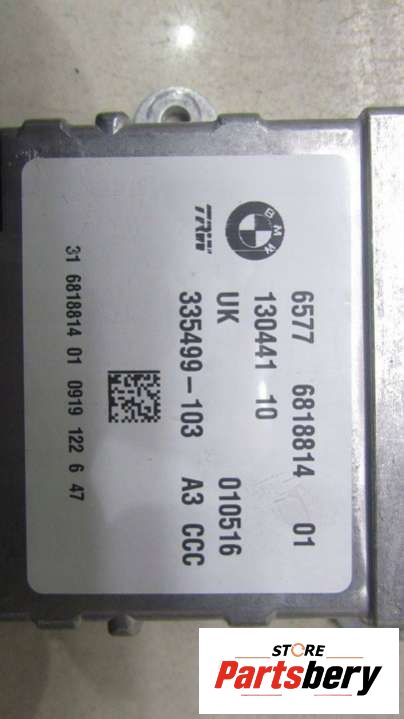 BMW
TRW
6577 6818814 01
130441 10
UK 010516
335499-103 A3 CCC
31 6818814 01 0919 122 6 47
STORE
Partsbery